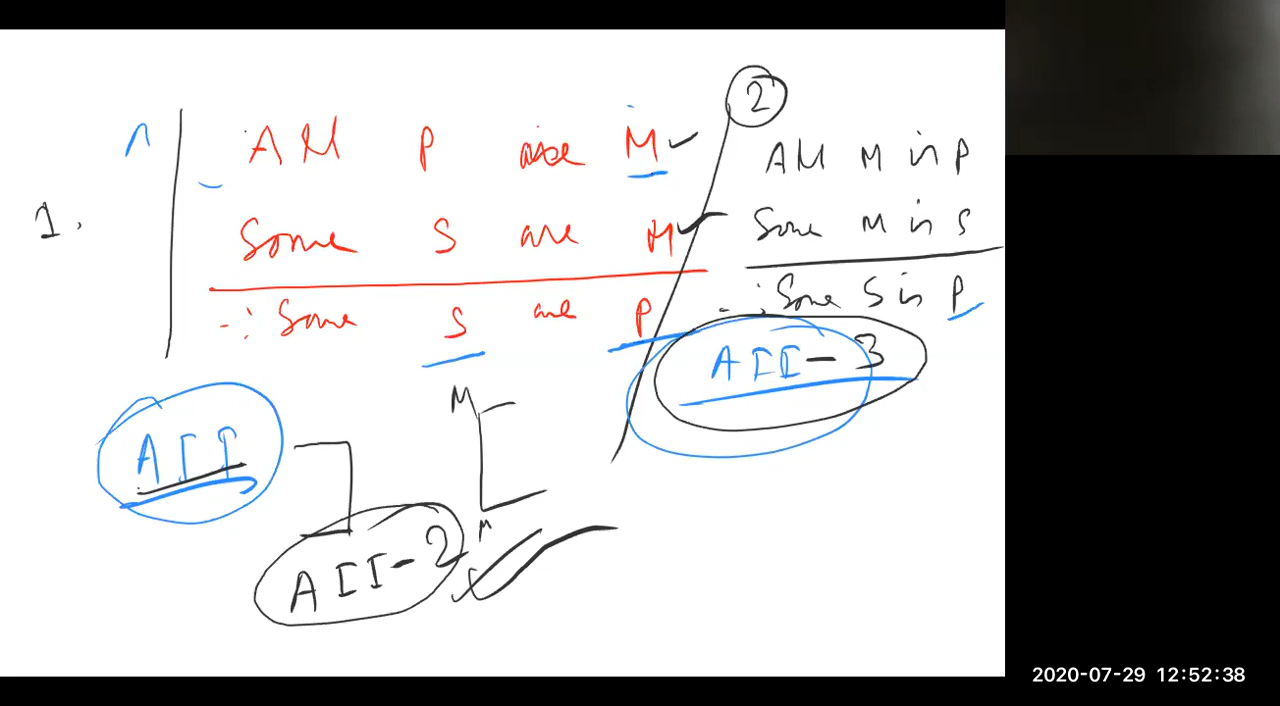 1.
All P are M
Some S are M
∴ Some S are P
AII
M
M
AII-2
2
All M is P
Some M is S
∴ Some S is P
AII-3
2020-07-29 12:52:38